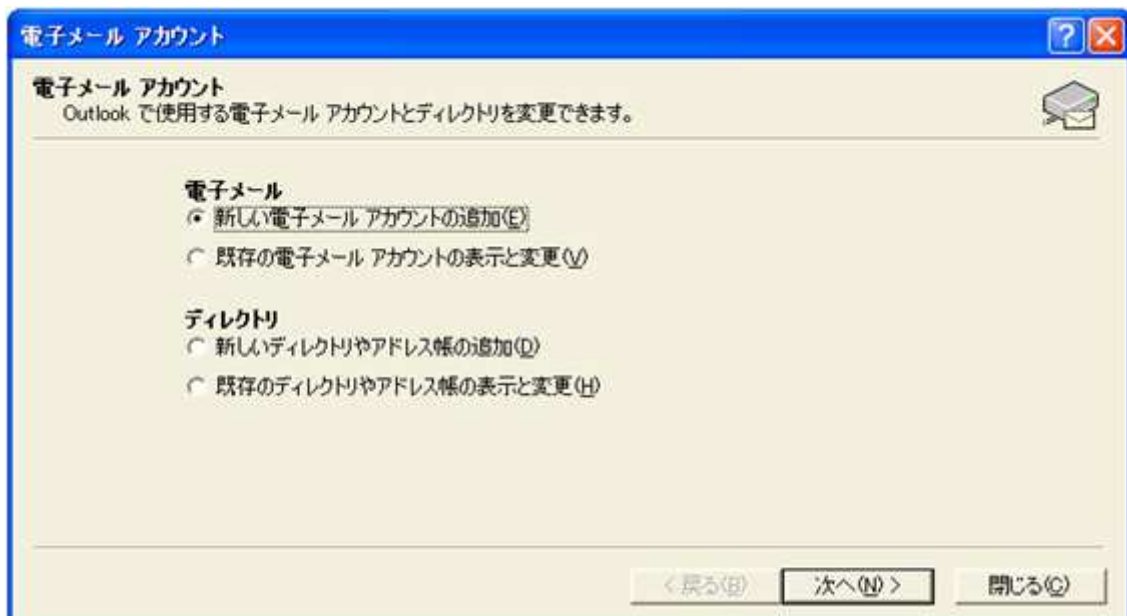 電子メール アカウント
電子メール アカウント
Outlook で使用する電子メール アカウントとディレクトリを変更できます。
電子メール
新しい電子メール アカウントの追加(E)
既存の電子メール アカウントの表示と変更(V)
ディレクトリ
新しいディレクトリやアドレス帳の追加(D)
既存のディレクトリやアドレス帳の表示と変更(H)
< 戻る(B) 次へ(N) > 閉じる(C)